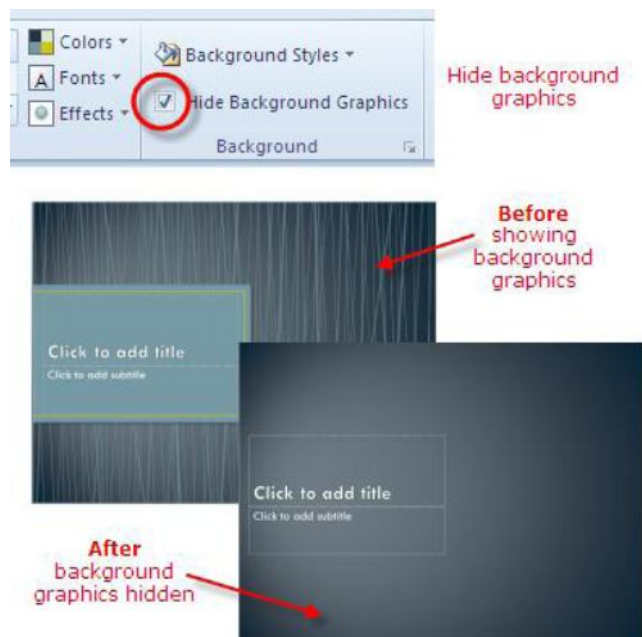 Colors
Fonts
Effects
Background Styles
Hide Background Graphics
Background
Hide background
graphics
Before
showing
background
graphics
Click to add title
Click to add subtitle
Click to add title
Click to add subtitle
After
background
graphics hidden